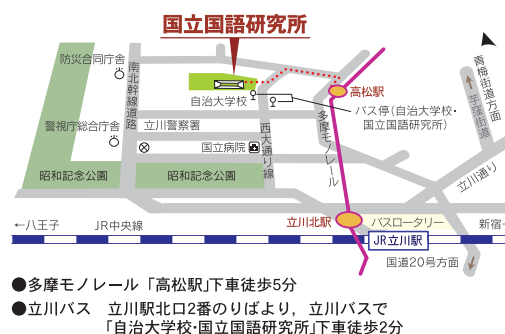 国立国語研究所
防災合同庁舎
南北幹線道路
自治大学校
高松駅
青梅街道方面
芋窪街道
バス停(自治大学校・
国立国語研究所)
警視庁総合庁舎
立川警察署
西大通り線
多摩モノレール
国立病院
立川通り
昭和記念公園
昭和記念公園
立川北駅
バスロータリー
←八王子
JR中央線
新宿→
JR立川駅
国道20号方面
●多摩モノレール「高松駅」下車徒歩5分
●立川バス 立川駅北口2番のりばより, 立川バスで
「自治大学校・国立国語研究所」下車徒歩2分